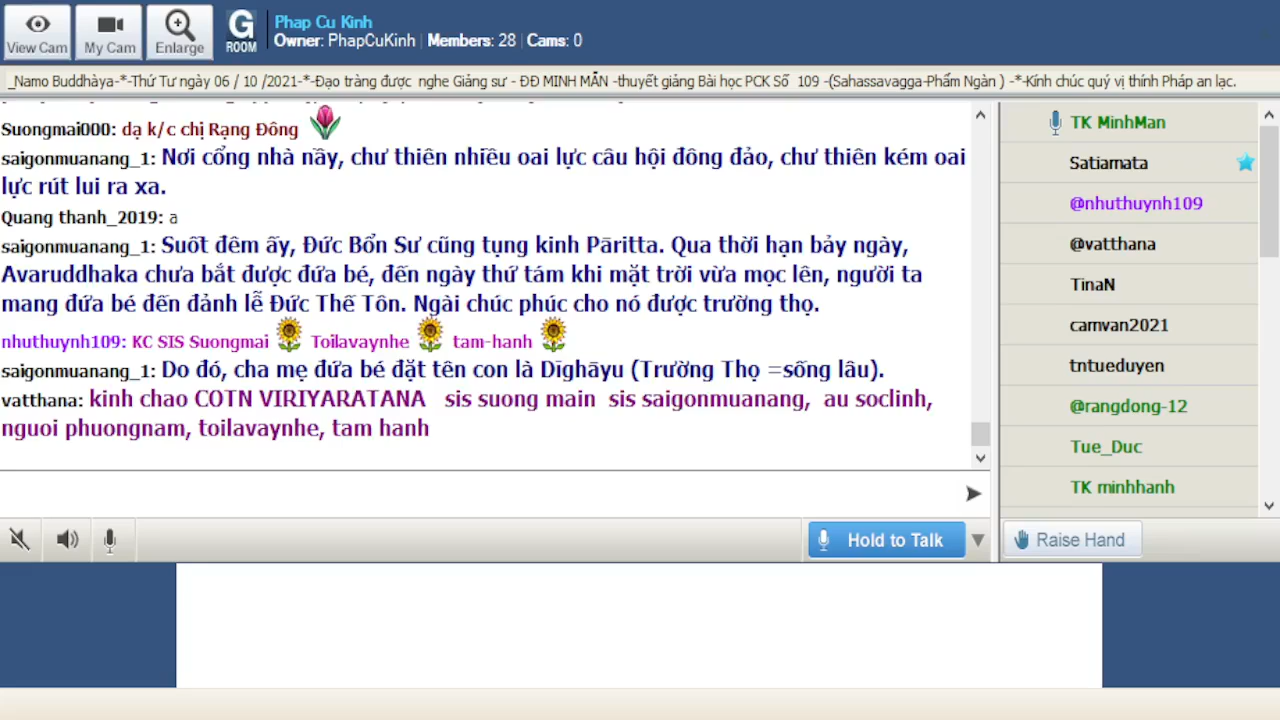 View Cam
My Cam
Enlarge
G
ROOM
Phap Cu Kinh
Owner: PhapCuKinh | Members: 28 | Cams: 0
_Namo Buddhàya-*-Thứ Tư ngày 06 / 10 /2021-*-Đạo tràng được nghe Giảng sư - ĐĐ MINH MẪN -thuyết giảng Bài học PCK Số 109 -(Sahassavagga-Phẩm Ngàn ) -*-Kính chúc quý vị thính Pháp an lạc.
Suongmai000: dạ k/c chị Rạng Đông
saigonmuanang_1: Nơi cổng nhà nầy, chư thiên nhiều oai lực câu hội đông đảo, chư thiên kém oai
lực rút lui ra xa.
Quang thanh_2019: a
saigonmuanang_1: Suốt đêm ấy, Đức Bổn Sư cũng tụng kinh Pāritta. Qua thời hạn bảy ngày,
Avaruddhaka chưa bắt được đứa bé, đến ngày thứ tám khi mặt trời vừa mọc lên, người ta
mang đứa bé đến đảnh lễ Đức Thế Tôn. Ngài chúc phúc cho nó được trường thọ.
nhuthuynh109: KC SIS Suongmai Toilavaynhe tam-hanh
saigonmuanang_1: Do đó, cha mẹ đứa bé đặt tên con là Dīghāyu (Trường Thọ =sống lâu).
vatthana: kinh chao COTN VIRIYARATANA sis suong main sis saigonmuanang, au soclinh,
nguoi phuongnam, toilavaynhe, tam hanh
TK MinhMan
Satiamata
@nhuthuynh109
@vatthana
TinaN
camvan2021
tntueduyen
@rangdong-12
Tue_Duc
TK minhhanh
Hold to Talk
Raise Hand